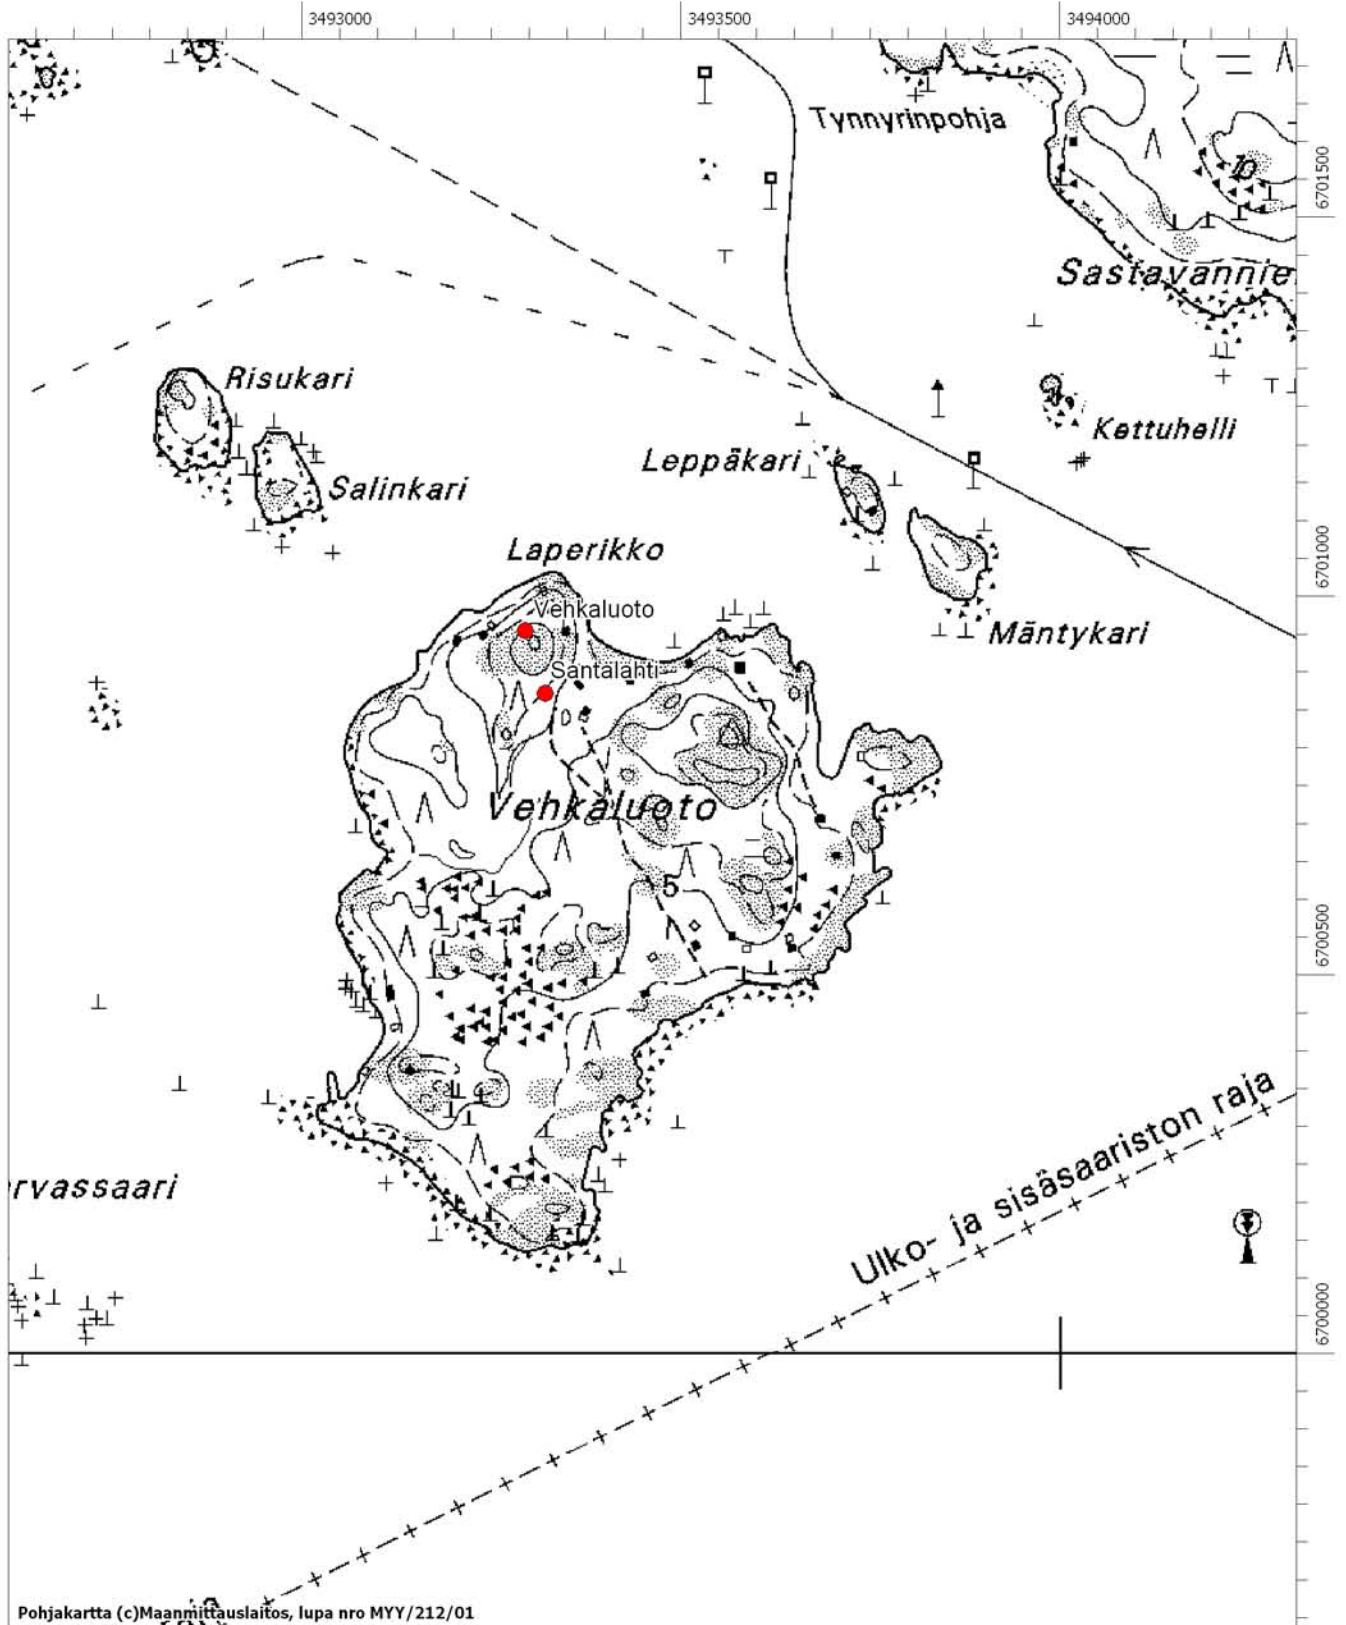 3493000
3493500
3494000
Tynnyrinpohja
6701500
Sastavannie
Risukari
Kettuhelli
Leppäkari
Salinkari
Laperikko
6701000
Vehkaluoto
Mäntykari
Santalahti
Vehkaluoto
5
6700500
Ulko- ja sisäsaariston raja
rvassaari
6700000
Pohjakartta (c)Maanmittauslaitos, lupa nro MYY/212/01